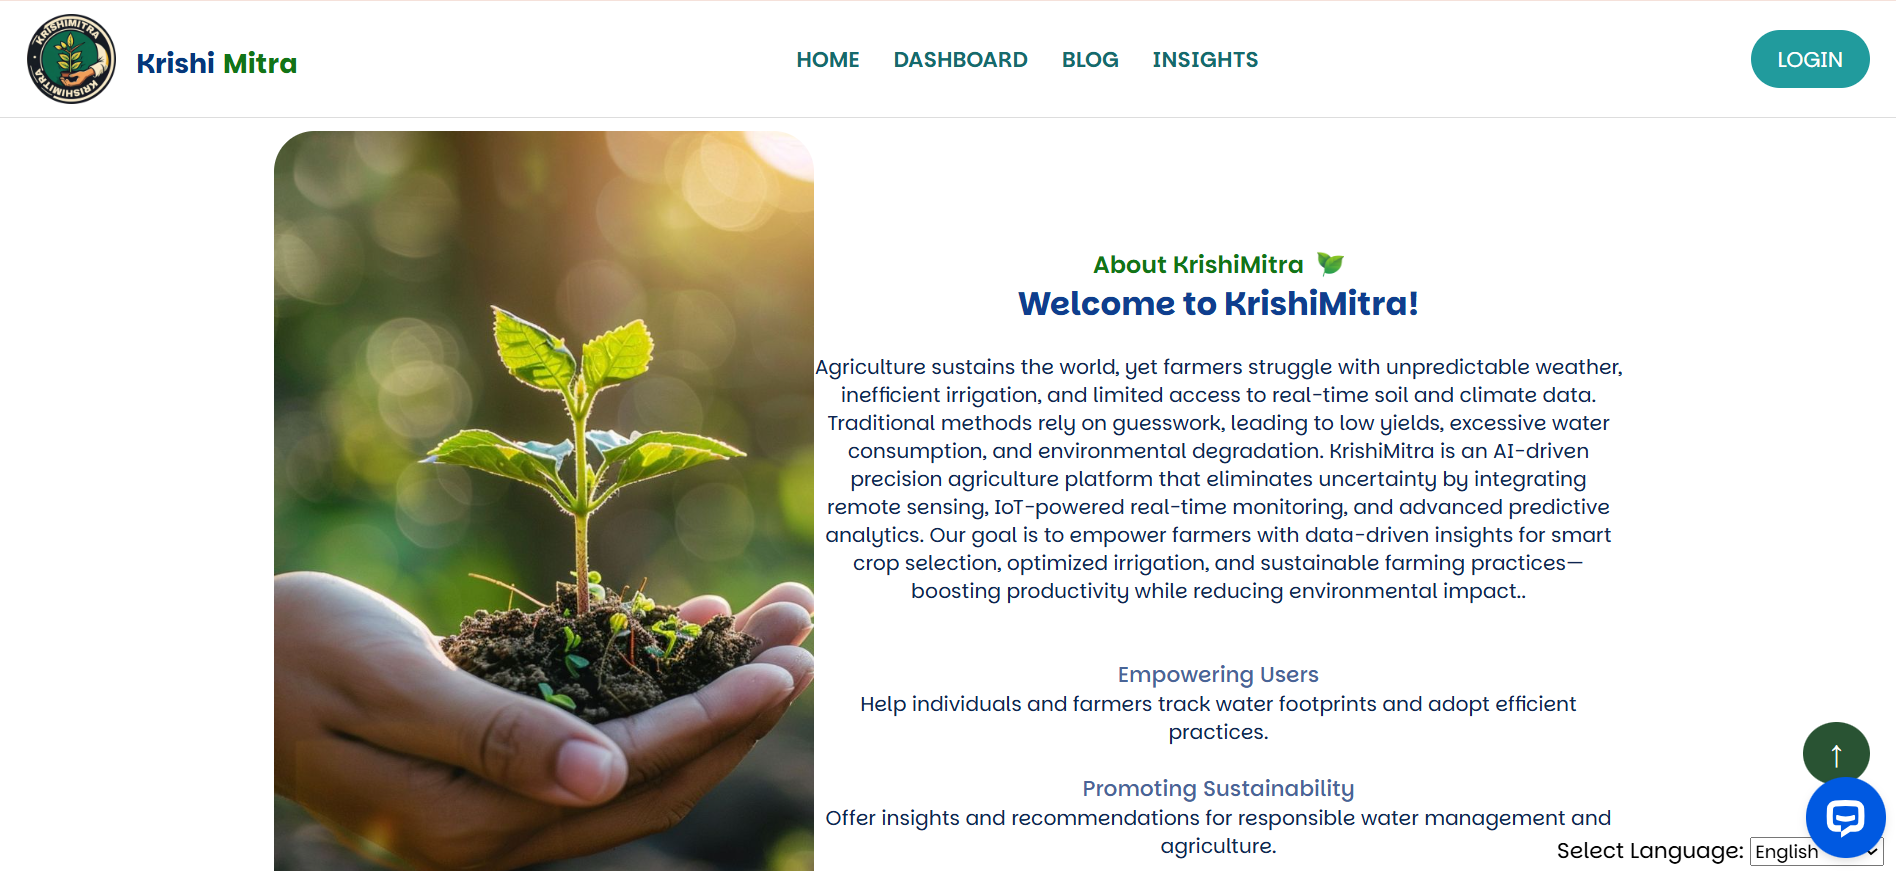 KRISHIMITRA
KRISHIMITRA
Krishi Mitra
HOME DASHBOARD BLOG INSIGHTS
LOGIN
About KrishiMitra
Welcome to KrishiMitra!
Agriculture sustains the world, yet farmers struggle with unpredictable weather,
inefficient irrigation, and limited access to real-time soil and climate data.
Traditional methods rely on guesswork, leading to low yields, excessive water
consumption, and environmental degradation. KrishiMitra is an AI-driven
precision agriculture platform that eliminates uncertainty by integrating
remote sensing, IoT-powered real-time monitoring, and advanced predictive
analytics. Our goal is to empower farmers with data-driven insights for smart
crop selection, optimized irrigation, and sustainable farming practices—
boosting productivity while reducing environmental impact..
Empowering Users
Help individuals and farmers track water footprints and adopt efficient
practices.
Promoting Sustainability
Offer insights and recommendations for responsible water management and
agriculture.
↑
Select Language: English